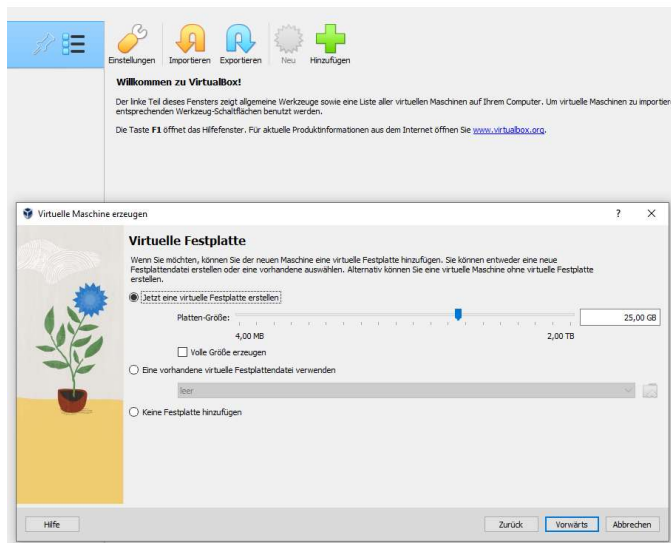 Einstellungen Importieren Exportieren Neu Hinzufügen
Willkommen zu VirtualBox!
Der linke Teil dieses Fensters zeigt allgemeine Werkzeuge sowie eine Liste aller virtuellen Maschinen auf Ihrem Computer. Um virtuelle Maschinen zu importier
entsprechenden Werkzeug-Schaltflächen benutzt werden.
Die Taste F1 öffnet das Hilfefenster. Für aktuelle Produktinformationen aus dem Internet öffnen Sie www.virtualbox.org.
Virtuelle Maschine erzeugen ? X
Virtuelle Festplatte
Wenn Sie möchten, können Sie der neuen Maschine eine virtuelle Festplatte hinzufügen. Sie können entweder eine neue
Festplattendatei erstellen oder eine vorhandene auswählen. Alternativ können Sie eine virtuelle Maschine ohne virtuelle Festplatte
erstellen.
Jetzt eine virtuelle Festplatte erstellen
Platten-Größe: 25,00 GB
4,00 MB 2,00 TB
Volle Größe erzeugen
Eine vorhandene virtuelle Festplattendatei verwenden
leer
Keine Festplatte hinzufügen
Hilfe Zurück Vorwärts Abbrechen